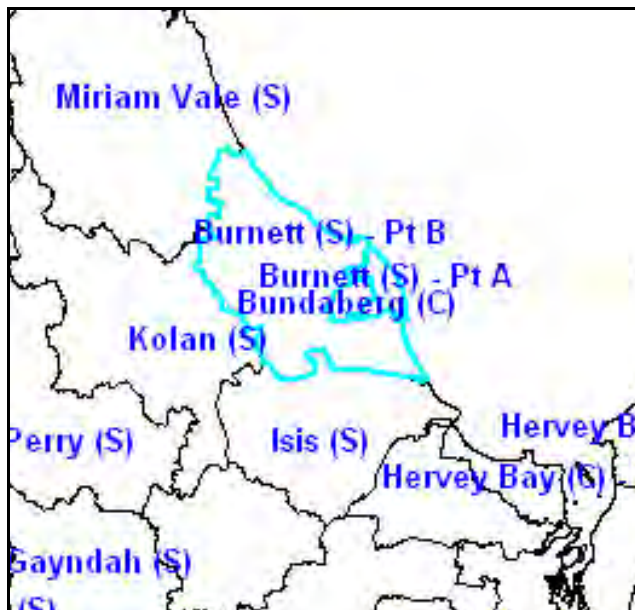 Miriam Vale (S)
Burnett (S) - Pt B
Burnett (S) - Pt A
Bundaberg (C)
Kolan (S)
Perry (S)
Isis (S)
Hervey B
Hervey Bay (C)
Gayndah (S)
(S)